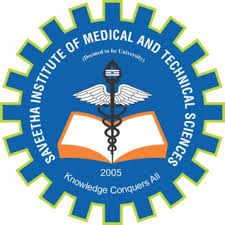 SAVEETHA INSTITUTE OF MEDICAL AND TECHNICAL SCIENCES
(Deemed to be University)
2005
Knowledge Conquers All